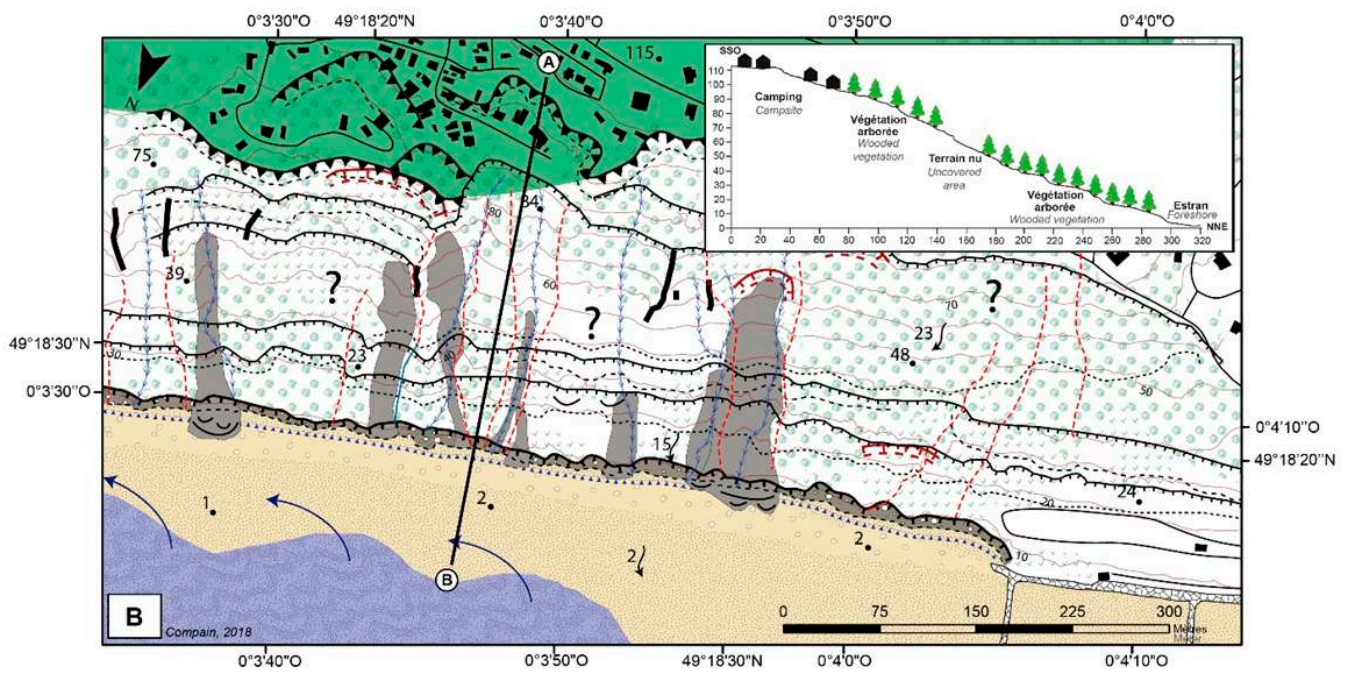 0°3'30"O
49°18'20"N
0°3'40"O
0°3'50"O
0°4'0"O
N
A
115
SSO
110
100
90
80
70
60
50
40
30
20
10
0
Camping
Campsite
Végétation
arborée
Wooded
vegetation
Terrain nu
Uncovered
area
Végétation
arborée
Wooded vegetation
Estran
Foreshore
NNE
0 20 40 60 80 100 120 140 160 180 200 220 240 260 280 300 320
75
84
80
39
?
60
?
70
?
23
48
50
49°18'30"N
30
23
0°3'30"O
15
0°4'10"O
49°18'20"N
24
20
1
2
2
2
10
B
B
Compain, 2018
0 75 150 225 300
Mètres
Meter
0°3'40"O
0°3'50"O
49°18'30"N
0°4'0"O
0°4'10"O